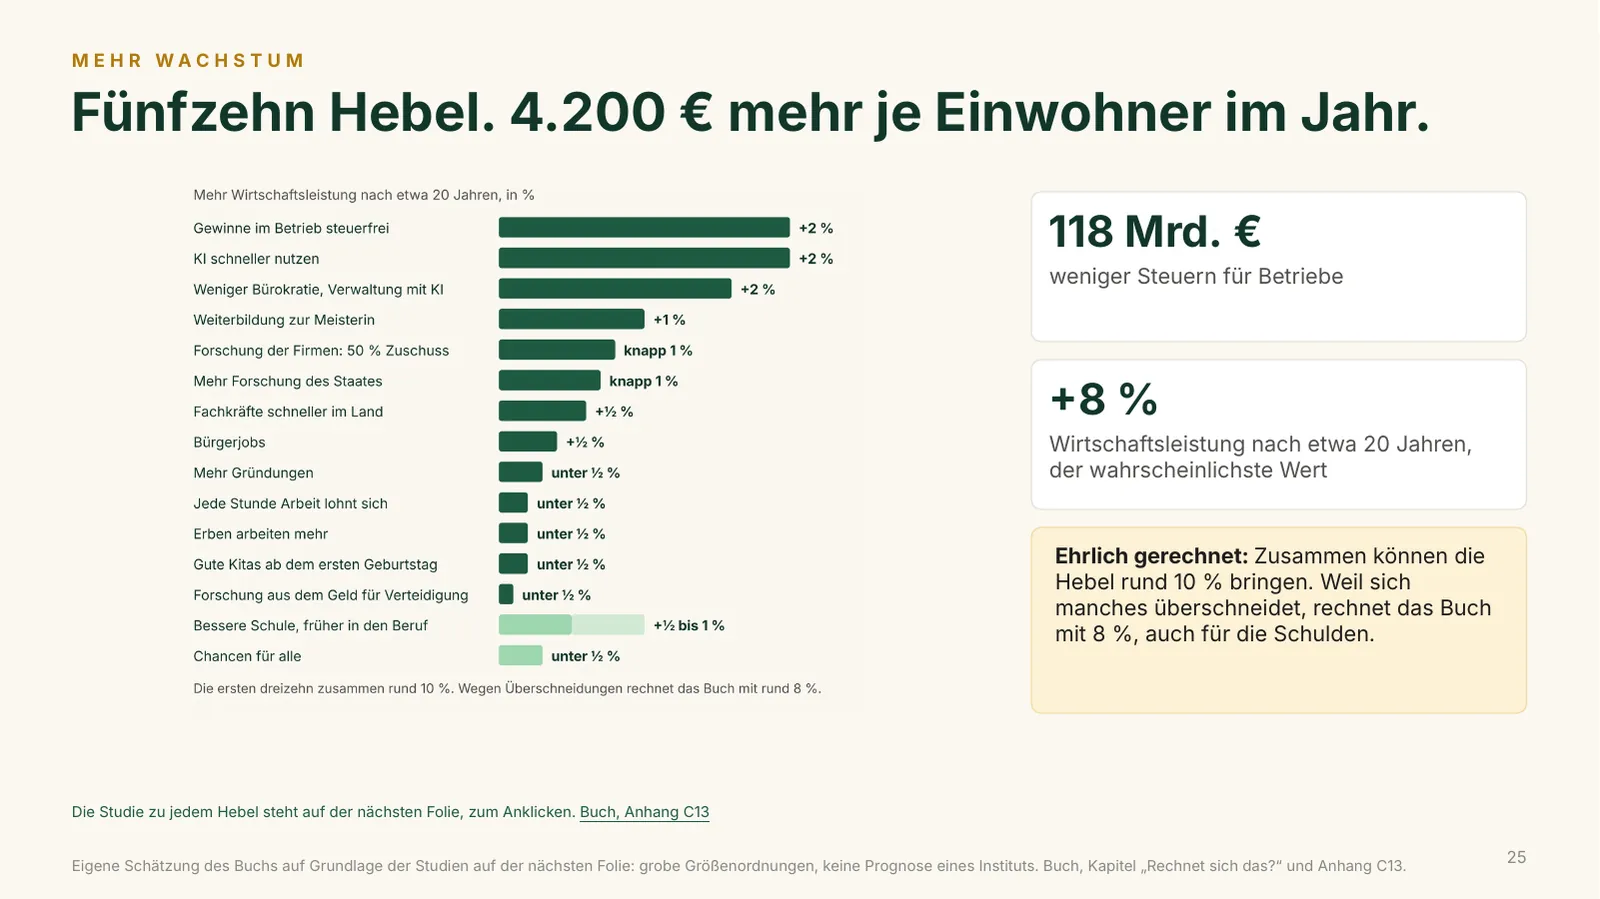 MEHR WACHSTUM
Fünfzehn Hebel. 4.200 € mehr je Einwohner im Jahr.
Mehr Wirtschaftsleistung nach etwa 20 Jahren, in %
Gewinne im Betrieb steuerfrei +2 %
KI schneller nutzen +2 %
Weniger Bürokratie, Verwaltung mit KI +2 %
Weiterbildung zur Meisterin +1 %
Forschung der Firmen: 50 % Zuschuss knapp 1 %
Mehr Forschung des Staates knapp 1 %
Fachkräfte schneller im Land +½ %
Bürgerjobs +½ %
Mehr Gründungen unter ½ %
Jede Stunde Arbeit lohnt sich unter ½ %
Erben arbeiten mehr unter ½ %
Gute Kitas ab dem ersten Geburtstag unter ½ %
Forschung aus dem Geld für Verteidigung unter ½ %
Bessere Schule, früher in den Beruf +½ bis 1 %
Chancen für alle unter ½ %
Die ersten dreizehn zusammen rund 10 %. Wegen Überschneidungen rechnet das Buch mit rund 8 %.
118 Mrd. €
weniger Steuern für Betriebe
+8 %
Wirtschaftsleistung nach etwa 20 Jahren,
der wahrscheinlichste Wert
Ehrlich gerechnet: Zusammen können die
Hebel rund 10 % bringen. Weil sich
manches überschneidet, rechnet das Buch
mit 8 %, auch für die Schulden.
Die Studie zu jedem Hebel steht auf der nächsten Folie, zum Anklicken. Buch, Anhang C13
Eigene Schätzung des Buchs auf Grundlage der Studien auf der nächsten Folie: grobe Größenordnungen, keine Prognose eines Instituts. Buch, Kapitel „Rechnet sich das?“ und Anhang C13.
25